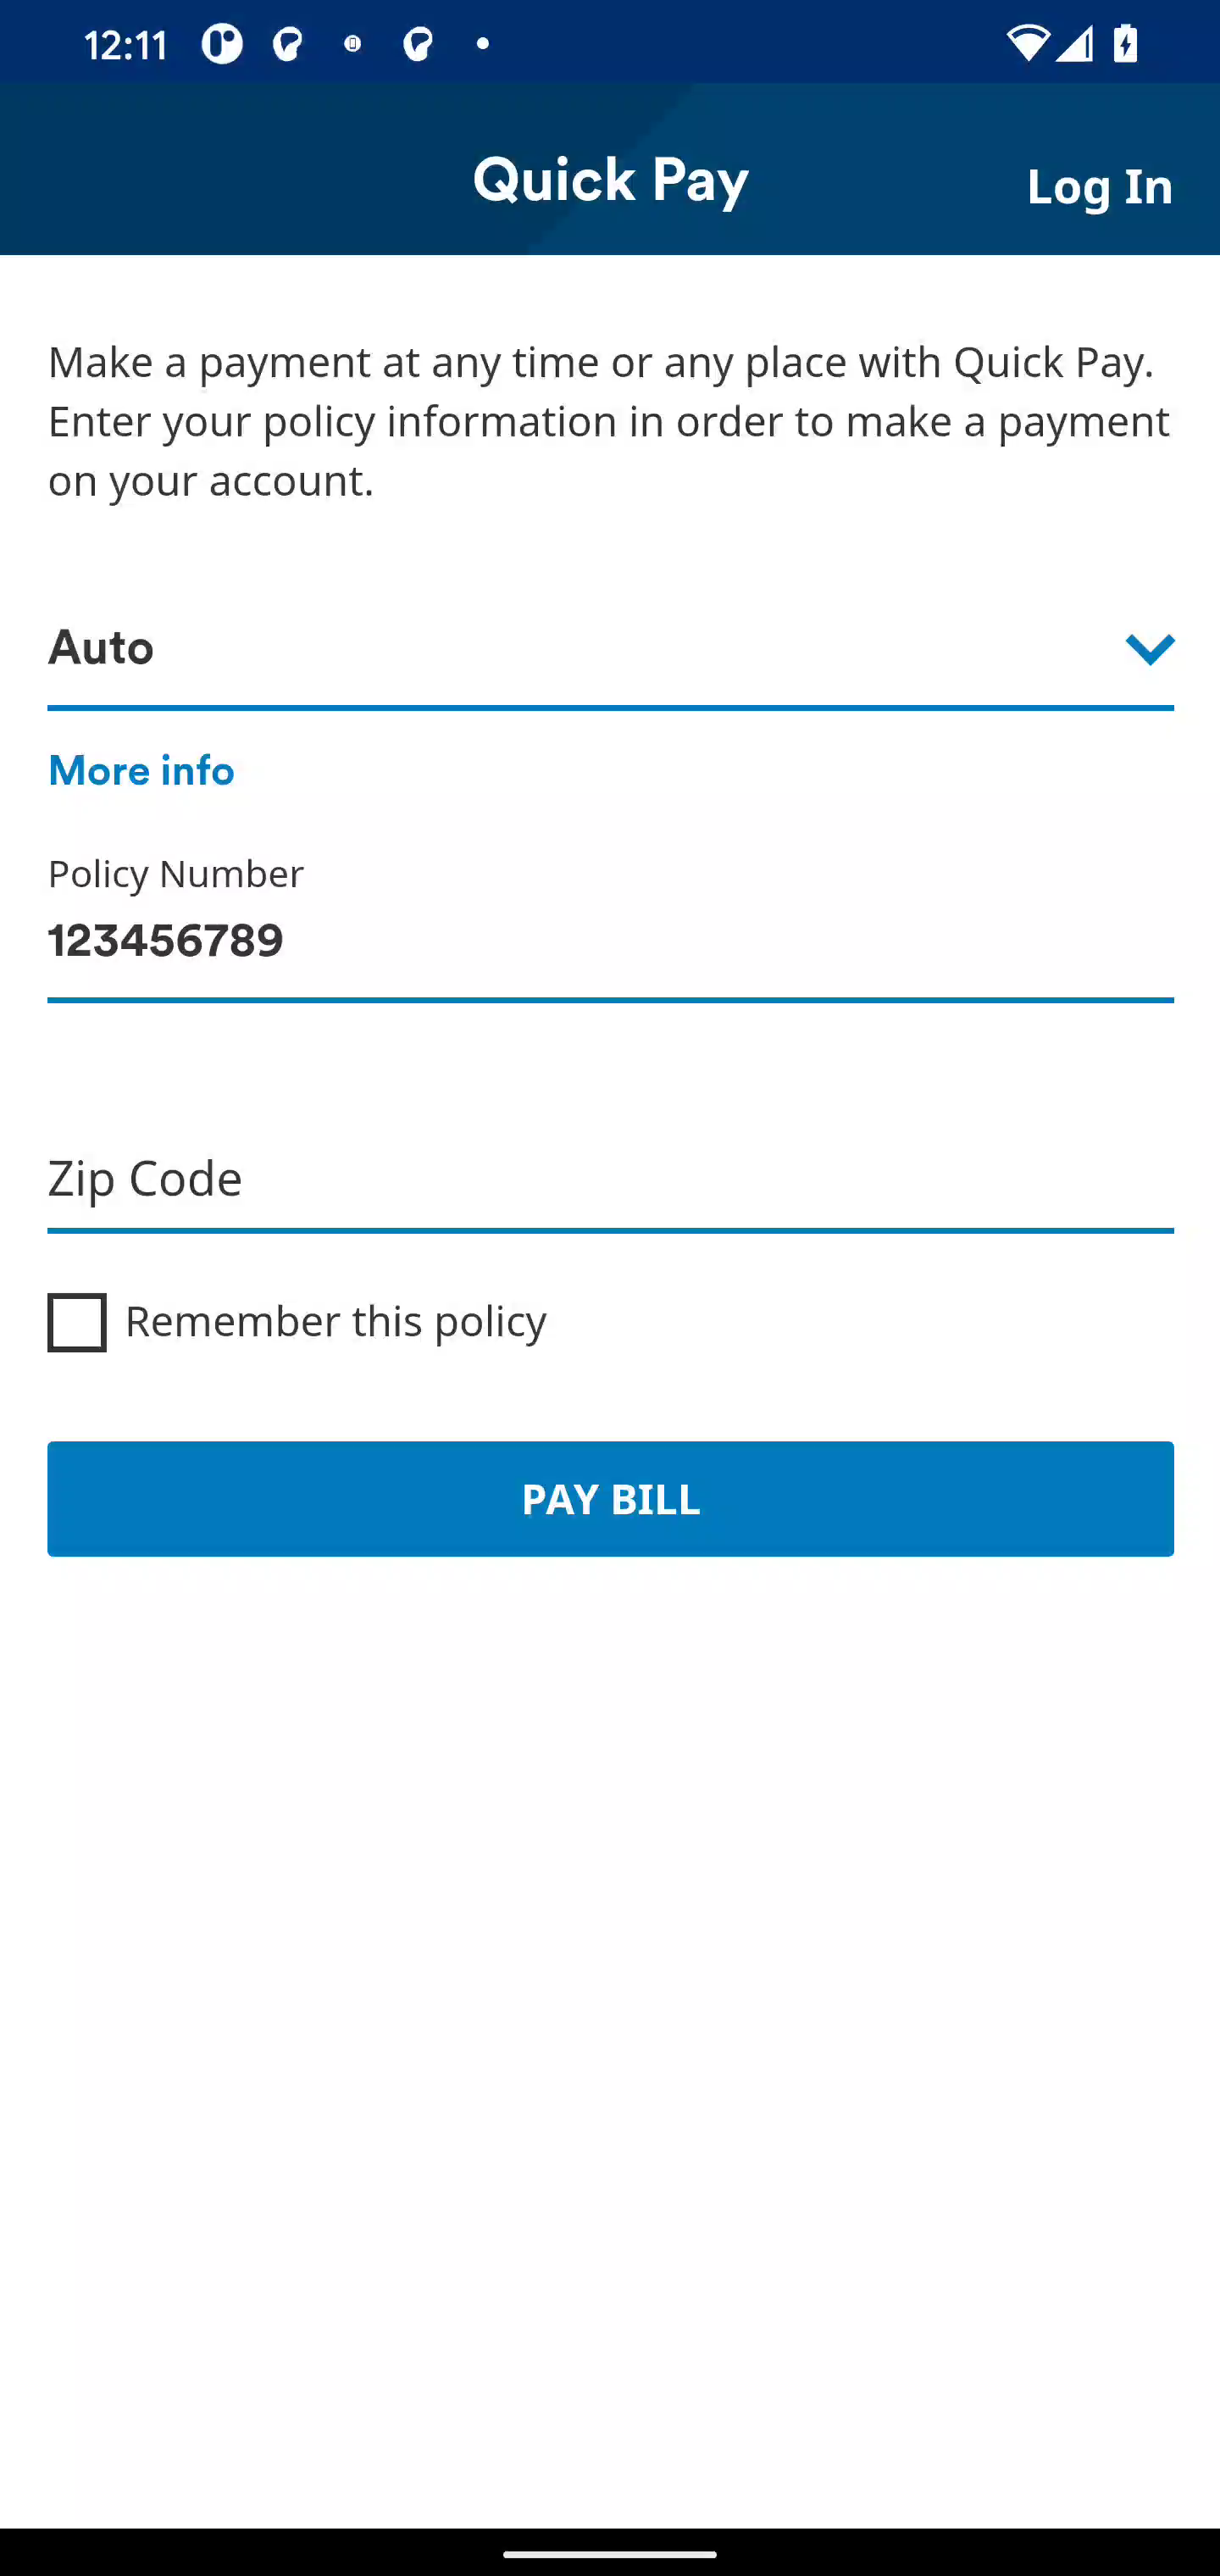 12:11
Quick Pay
Log In
Make a payment at any time or any place with Quick Pay.
Enter your policy information in order to make a payment
on your account.
Auto
More info
Policy Number
123456789
Zip Code
Remember this policy
PAY BILL